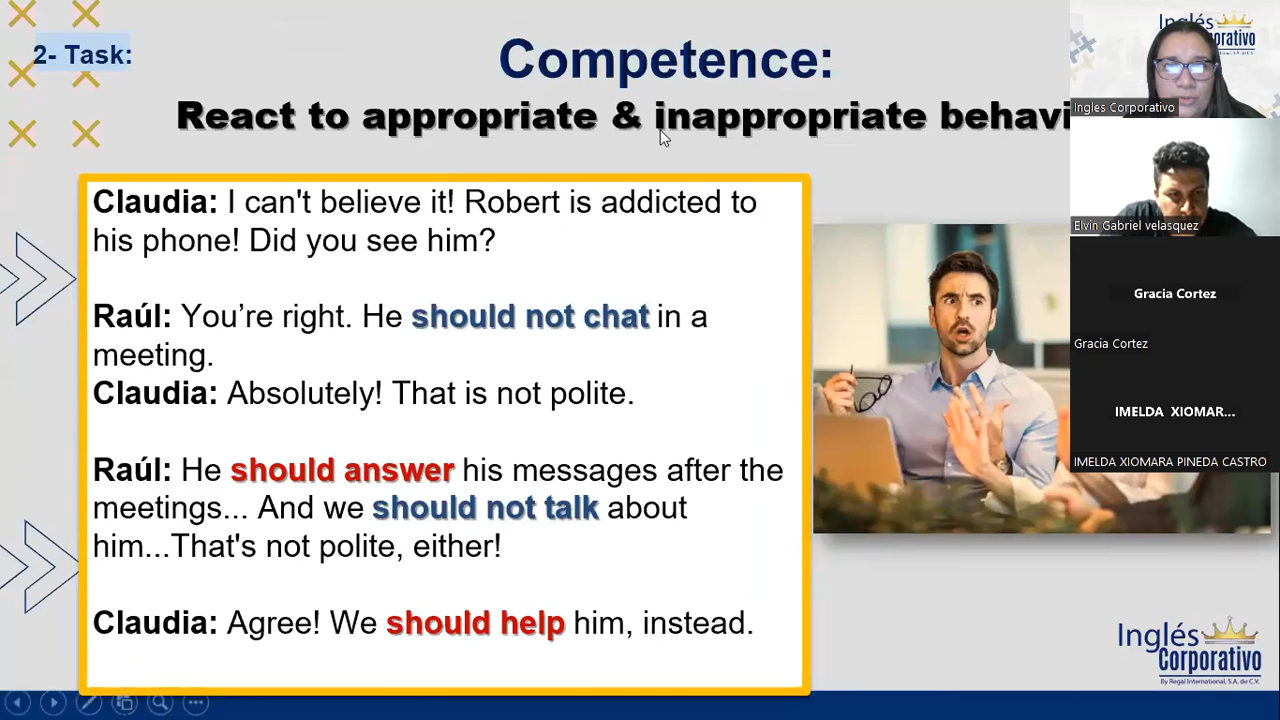 2- Task:
Competence:
React to appropriate & inappropriate behavi
Claudia: I can't believe it! Robert is addicted to
his phone! Did you see him?
Raúl: You’re right. He should not chat in a
meeting.
Claudia: Absolutely! That is not polite.
Raúl: He should answer his messages after the
meetings... And we should not talk about
him...That's not polite, either!
Claudia: Agree! We should help him, instead.
Ingles Corporativo
Elvin Gabriel velasquez
Gracia Cortez
Gracia Cortez
IMELDA XIOMAR...
IMELDA XIOMARA PINEDA CASTRO
Inglés
Corporativo
By Regal International, S.A. de C.V.